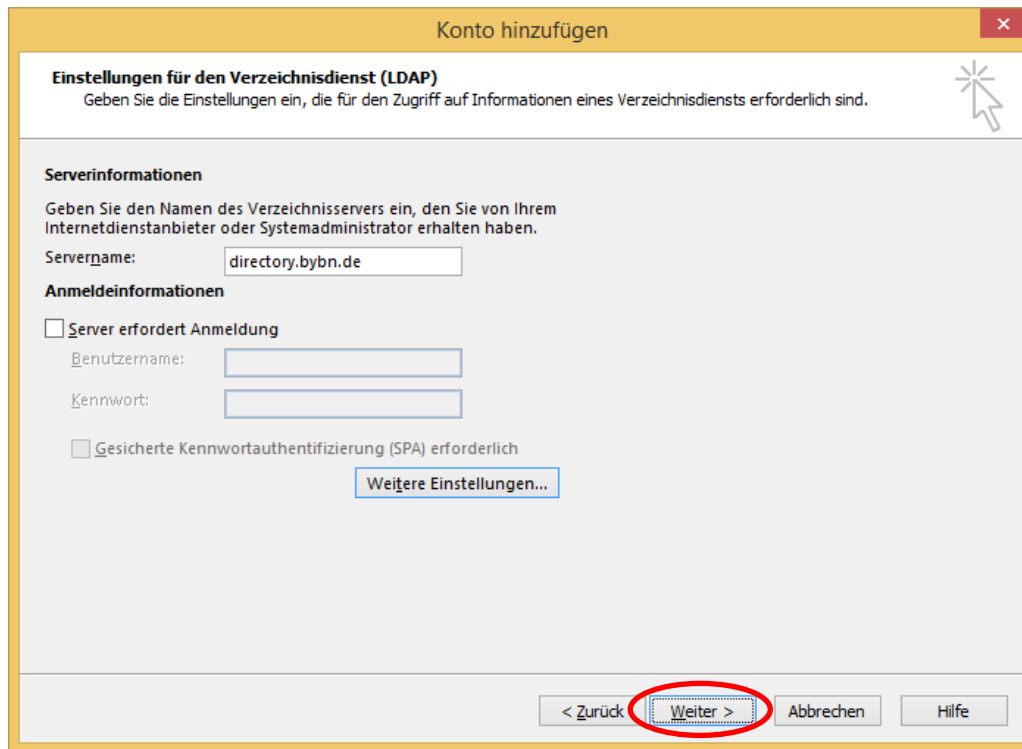 Konto hinzufügen
Einstellungen für den Verzeichnisdienst (LDAP)
Geben Sie die Einstellungen ein, die für den Zugriff auf Informationen eines Verzeichnisdiensts erforderlich sind.
Serverinformationen
Geben Sie den Namen des Verzeichnisservers ein, den Sie von Ihrem
Internetdienstanbieter oder Systemadministrator erhalten haben.
Servername: directory.bybn.de
Anmeldeinformationen
Server erfordert Anmeldung
Benutzername:
Kennwort:
Gesicherte Kennwortauthentifizierung (SPA) erforderlich
Weitere Einstellungen...
< Zurück Weiter > Abbrechen Hilfe